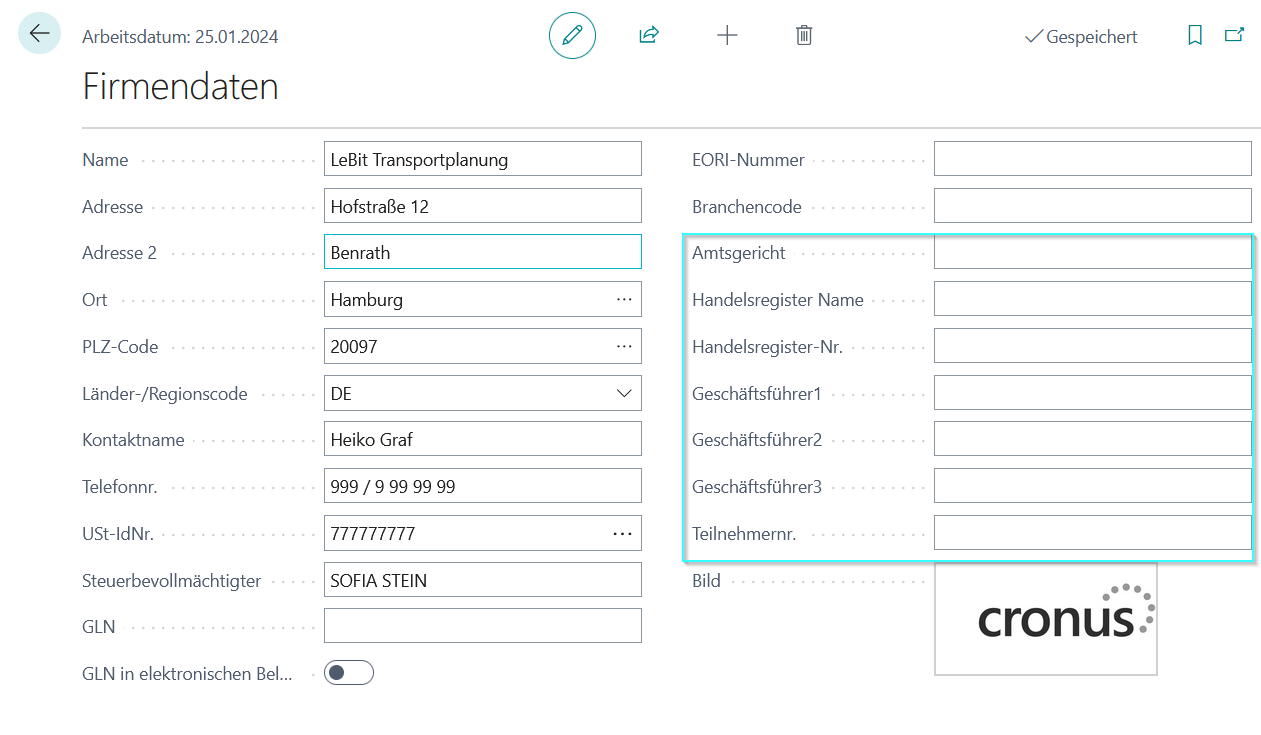 Arbeitsdatum: 25.01.2024
Gespeichert
Firmendaten
Name
LeBit Transportplanung
Adresse
Hofstraße 12
Adresse 2
Benrath
Ort
Hamburg
PLZ-Code
20097
Länder-/Regionscode
DE
Kontaktname
Heiko Graf
Telefonnr.
999 / 9 99 99 99
USt-IdNr.
777777777
Steuerbevollmächtigter
SOFIA STEIN
GLN
GLN in elektronischen Bel...
EORI-Nummer
Branchencode
Amtsgericht
Handelsregister Name
Handelsregister-Nr.
Geschäftsführer1
Geschäftsführer2
Geschäftsführer3
Teilnehmernr.
Bild
cronus